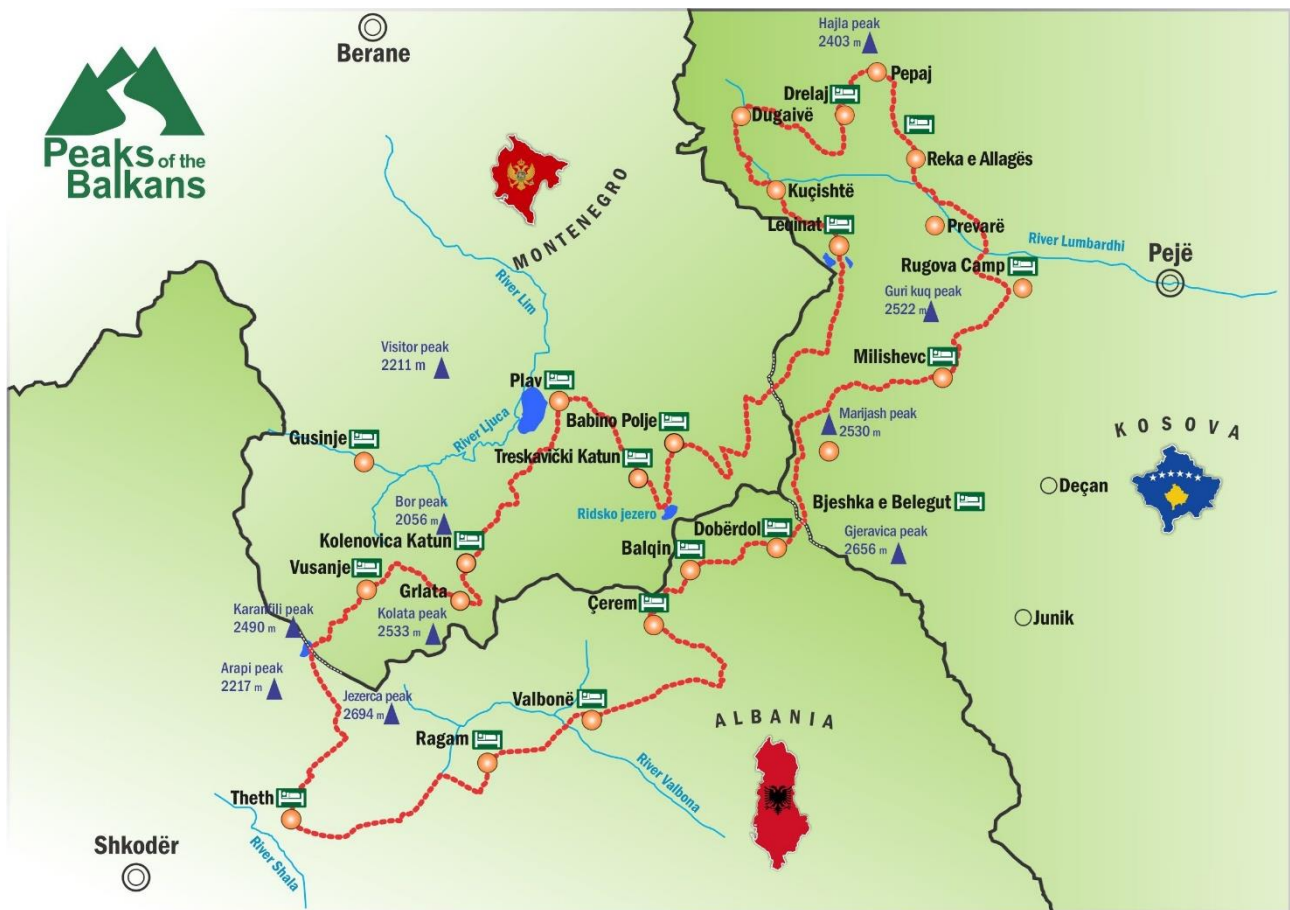 Peaks of the
Balkans
Berane
MONTENEGRO
River Lim
Hajla peak
2403 m
Pepaj
Drelaj
Dugaivë
Reka e Allagës
Kuçishtë
Leqinat
Prevarë
River Lumbardhi
Pejë
Rugova Camp
Guri kuq peak
2522 m
Milishevc
Visitor peak
2211 m
Plav
River Ljuca
Babino Polje
Marijash peak
2530 m
KOSOVA
Gusinje
Treskavički Katun
Deçan
Bor peak
2056 m
Ridsko jezero
Bjeshka e Belegut
Dobërdol
Gjeravica peak
2656 m
Kolenovica Katun
Balqin
Vusanje
Grlata
Çerem
Junik
Karanfili peak
2490 m
Kolata peak
2533 m
Arapi peak
2217 m
Jezerca peak
2694 m
Valbonë
ALBANIA
Ragam
River Valbona
Theth
River Shala
Shkodër